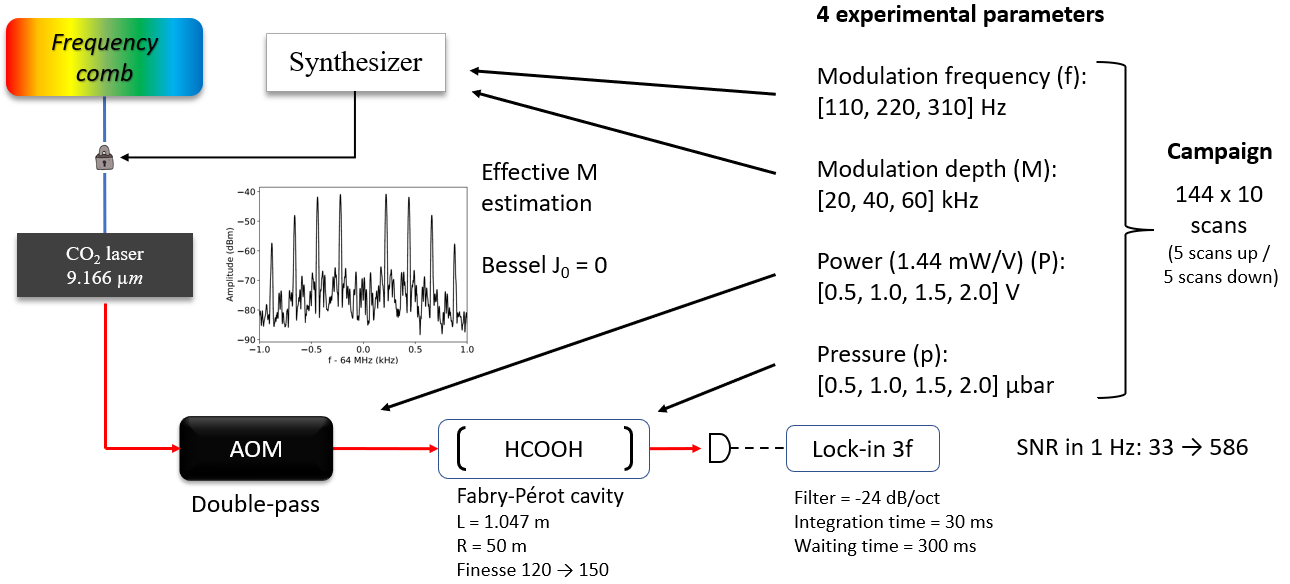 4 experimental parameters
Frequency
comb
Synthesizer
Modulation frequency (f):
[110, 220, 310] Hz
Modulation depth (M):
[20, 40, 60] kHz
Power (1.44 mW/V) (P):
[0.5, 1.0, 1.5, 2.0] V
Pressure (p):
[0.5, 1.0, 1.5, 2.0] µbar
Campaign
144 x 10
scans
(5 scans up /
5 scans down)
Effective M
estimation
Bessel J₀ = 0
−40
−50
−60
−70
−80
−90
Amplitude (dBm)
−1.0 −0.5 0.0 0.5 1.0
f - 64 MHz (kHz)
CO₂ laser
9.166 µm
AOM
Double-pass
HCOOH
Fabry-Pérot cavity
L = 1.047 m
R = 50 m
Finesse 120 → 150
Lock-in 3f
Filter = -24 dB/oct
Integration time = 30 ms
Waiting time = 300 ms
SNR in 1 Hz: 33 → 586